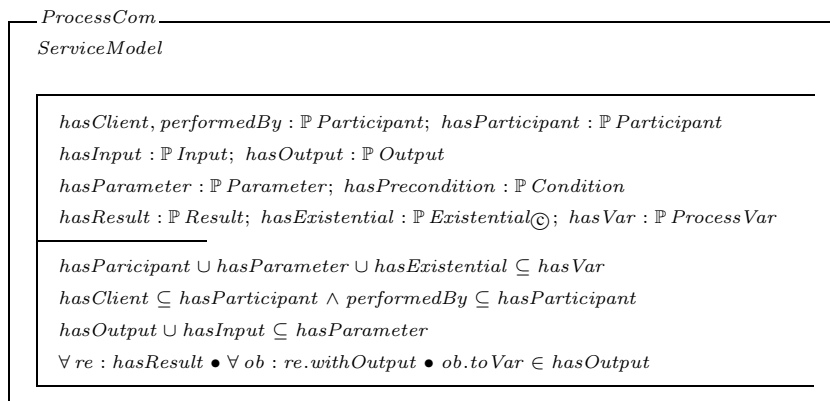 ProcessCom
ServiceModel
hasClient, performedBy : ℙ Participant; hasParticipant : ℙ Participant
hasInput : ℙ Input; hasOutput : ℙ Output
hasParameter : ℙ Parameter; hasPrecondition : ℙ Condition
hasResult : ℙ Result; hasExistential : ℙ Existentialⓒ; hasVar : ℙ ProcessVar
hasParicipant ∪ hasParameter ∪ hasExistential ⊆ hasVar
hasClient ⊆ hasParticipant ∧ performedBy ⊆ hasParticipant
hasOutput ∪ hasInput ⊆ hasParameter
∀ re : hasResult • ∀ ob : re.withOutput • ob.toVar ∈ hasOutput